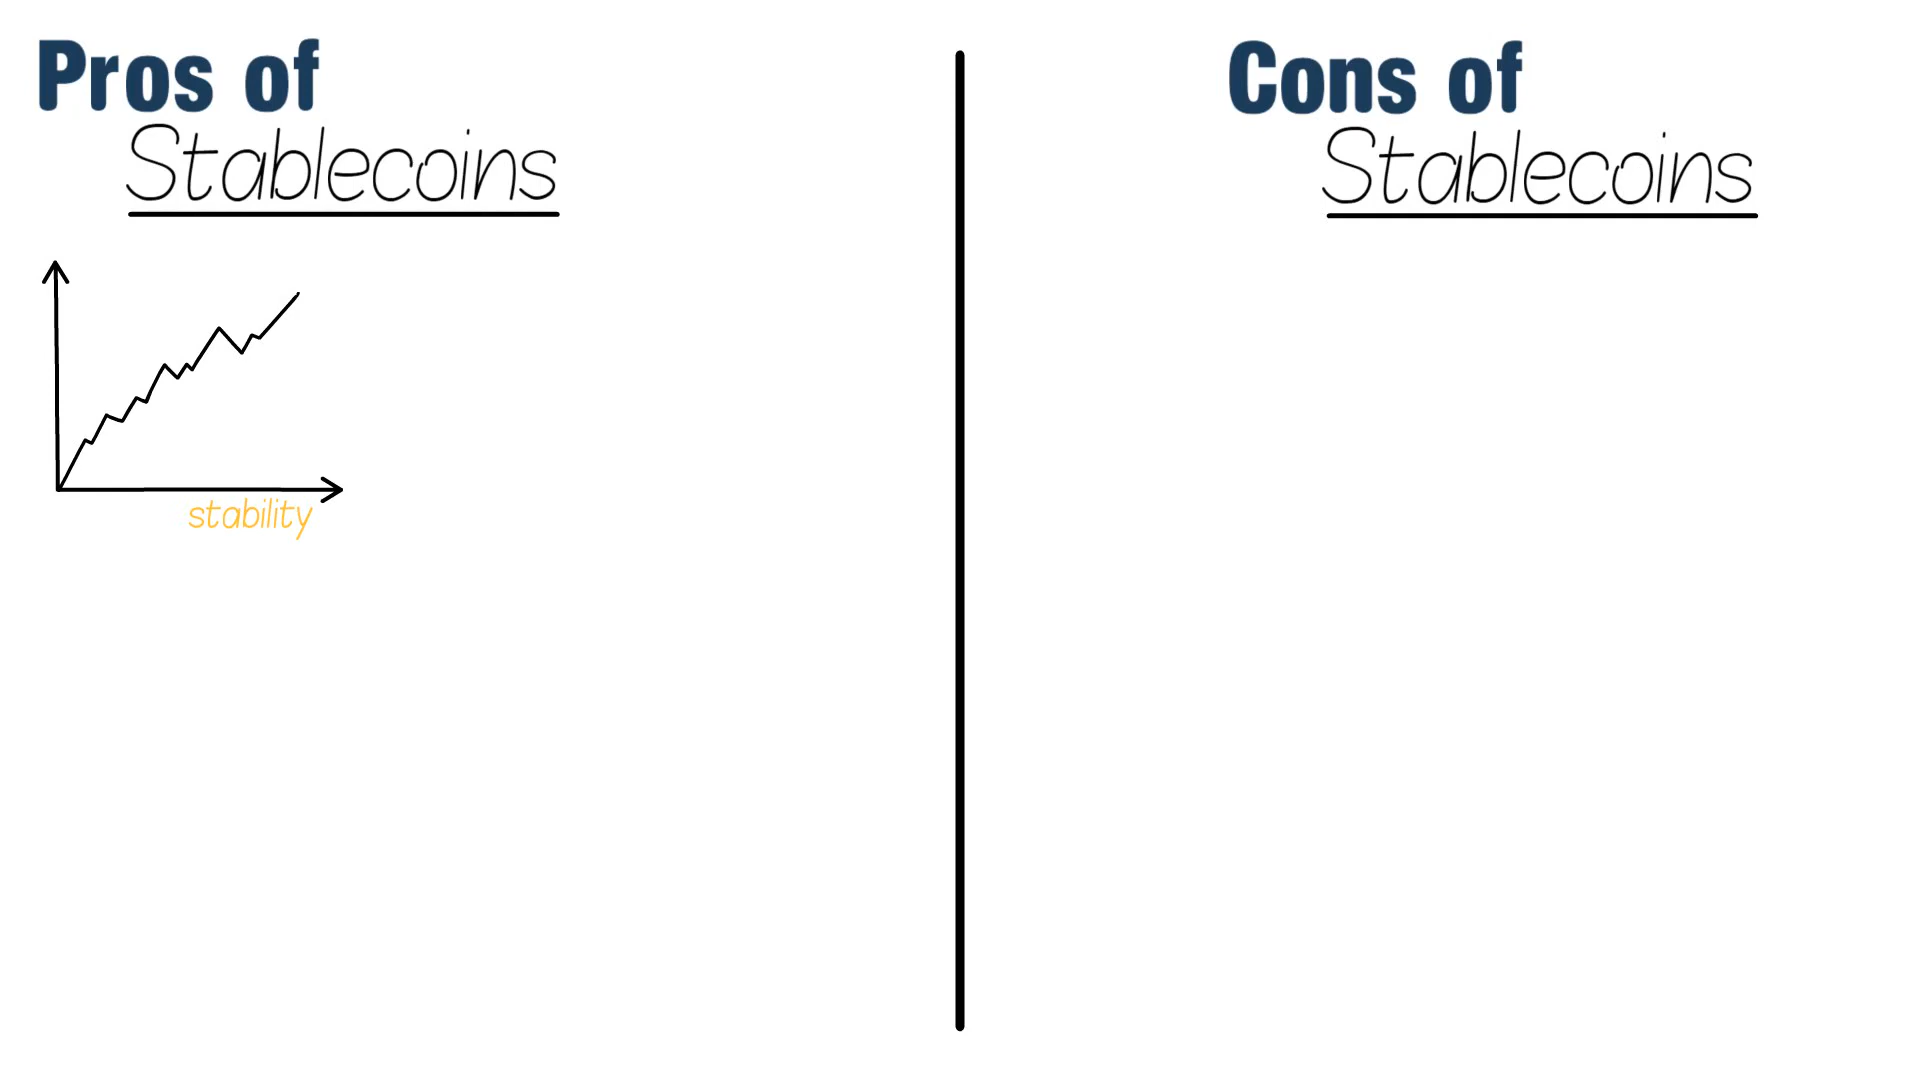 Pros of
Stablecoins
stability
Cons of
Stablecoins